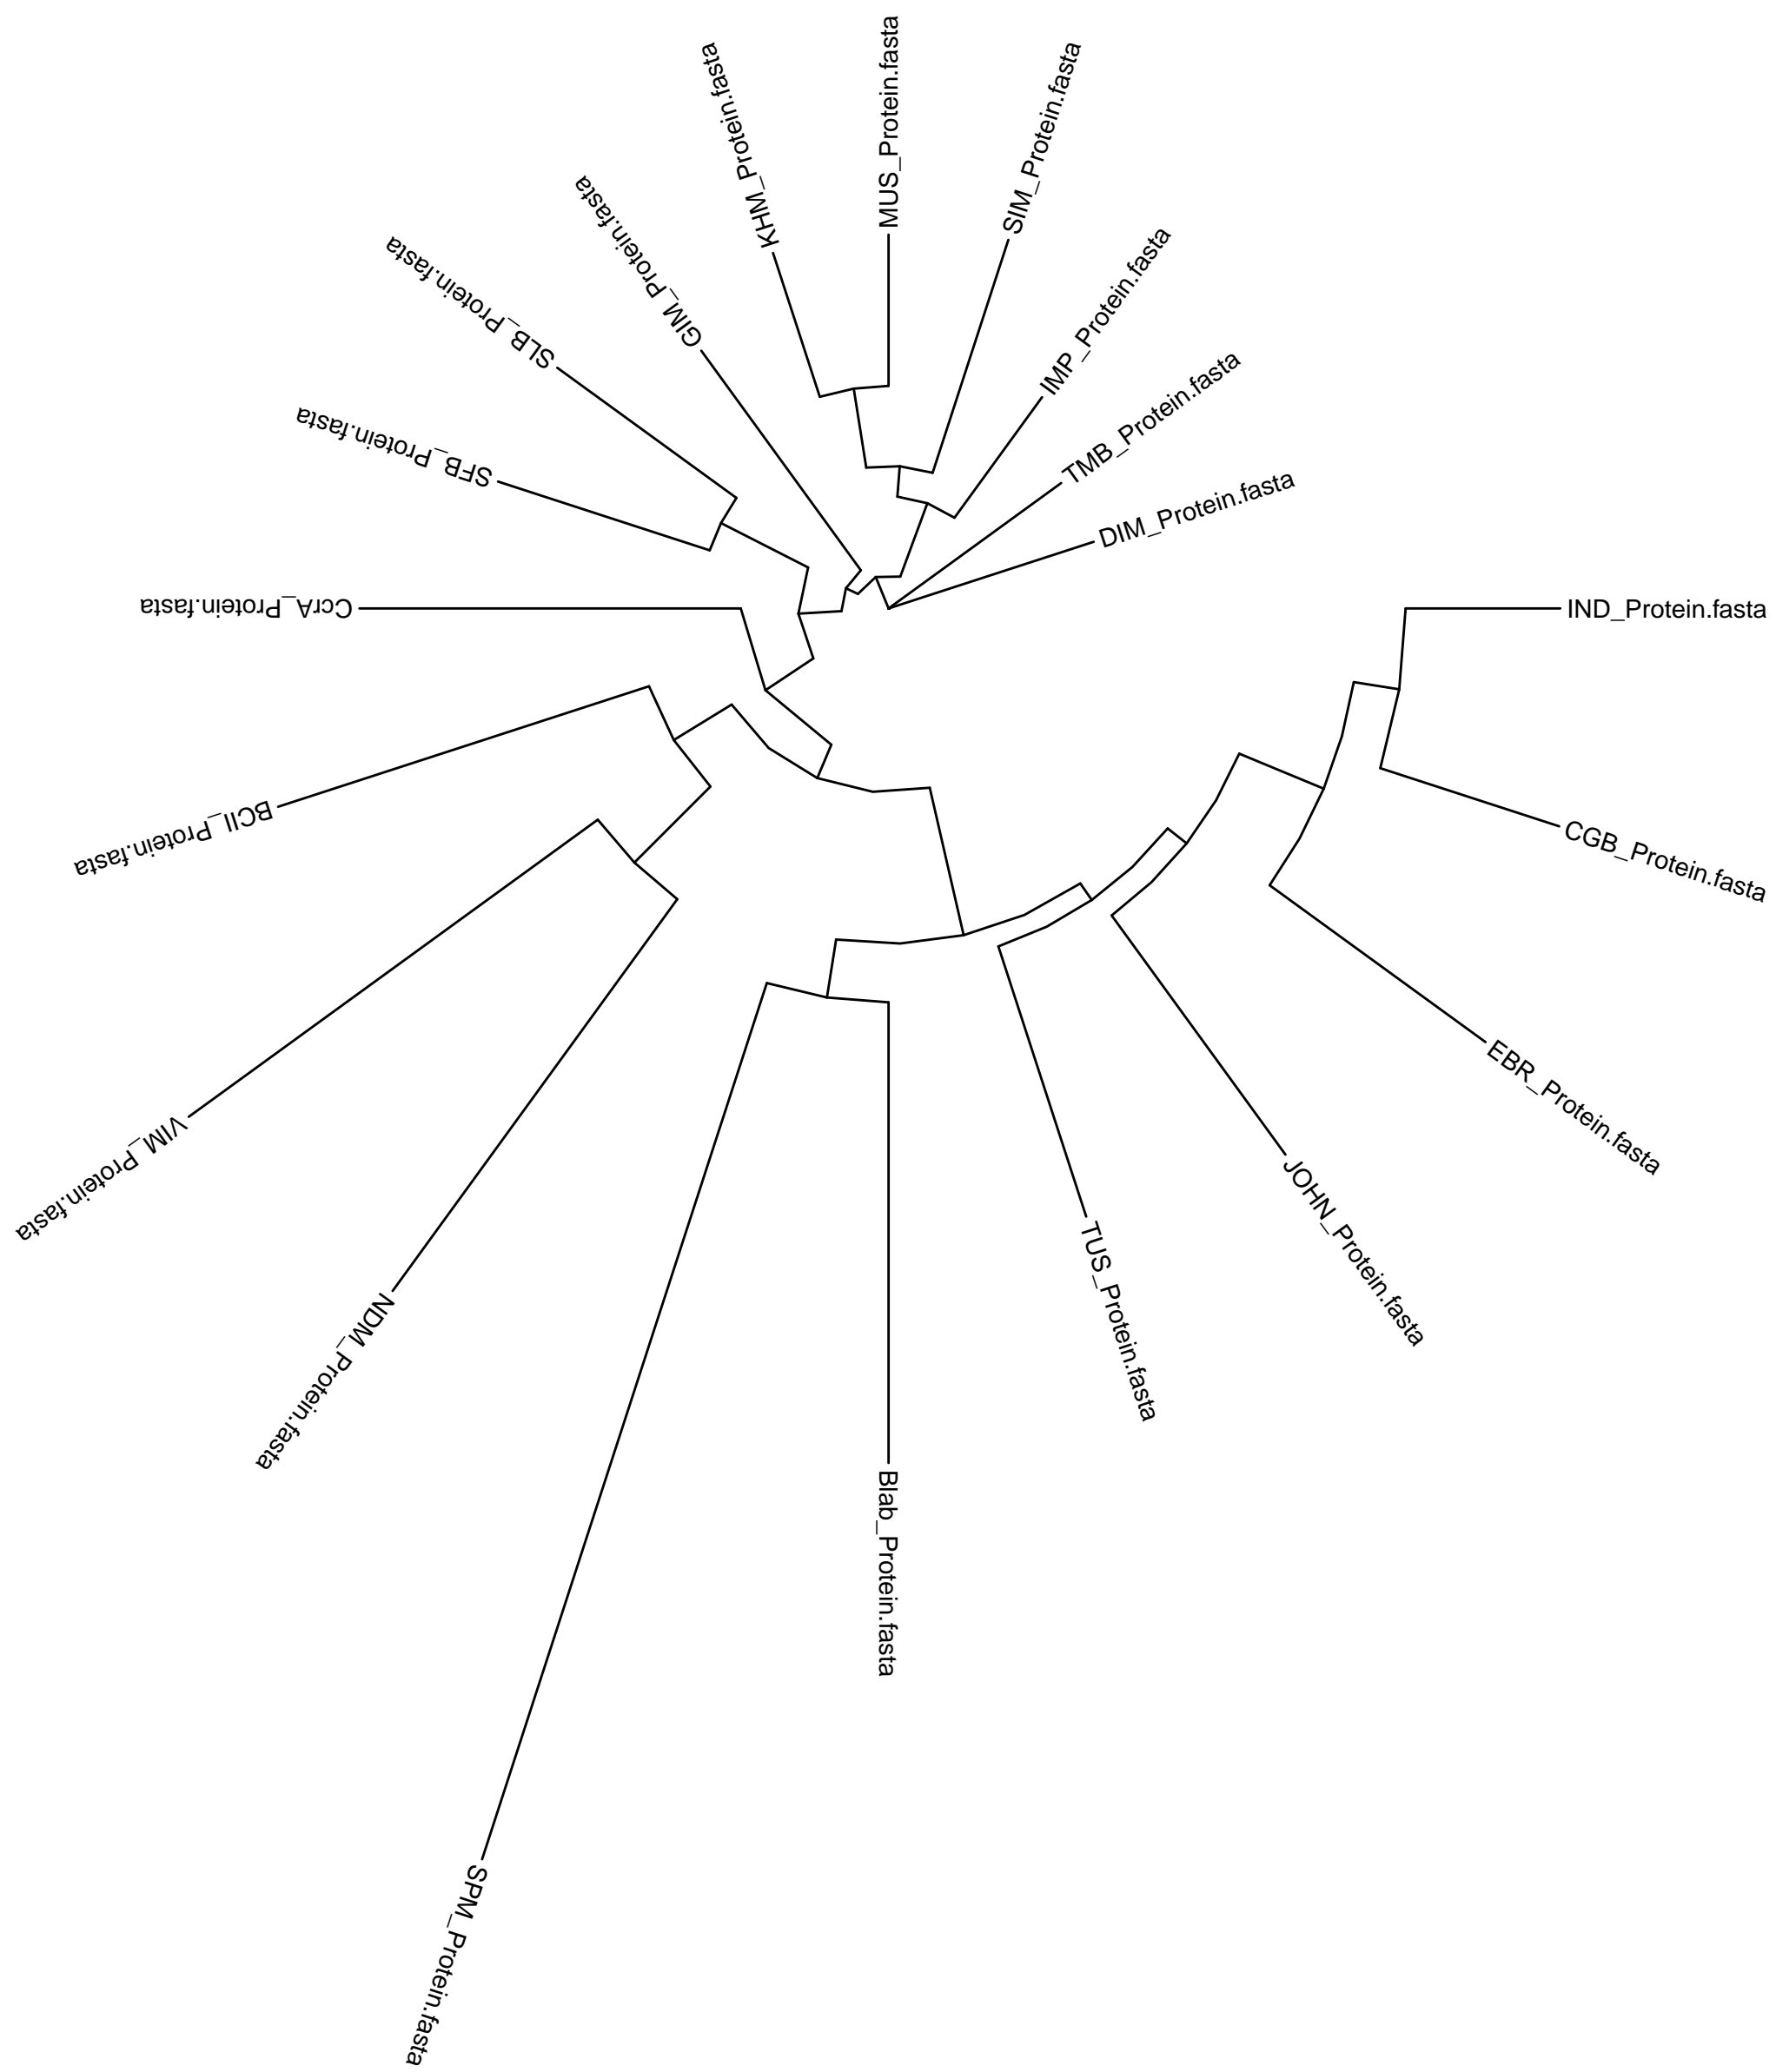 MUS_Protein.fasta
SIM_Protein.fasta
IMP_Protein.fasta
TMB_Protein.fasta
DIM_Protein.fasta
IND_Protein.fasta
CGB_Protein.fasta
EBR_Protein.fasta
JOHN_Protein.fasta
TUS_Protein.fasta
Blab_Protein.fasta
SPM_Protein.fasta
NDM_Protein.fasta
VIM_Protein.fasta
BCII_Protein.fasta
CcrA_Protein.fasta
SFB_Protein.fasta
SLB_Protein.fasta
GIM_Protein.fasta
KHM_Protein.fasta